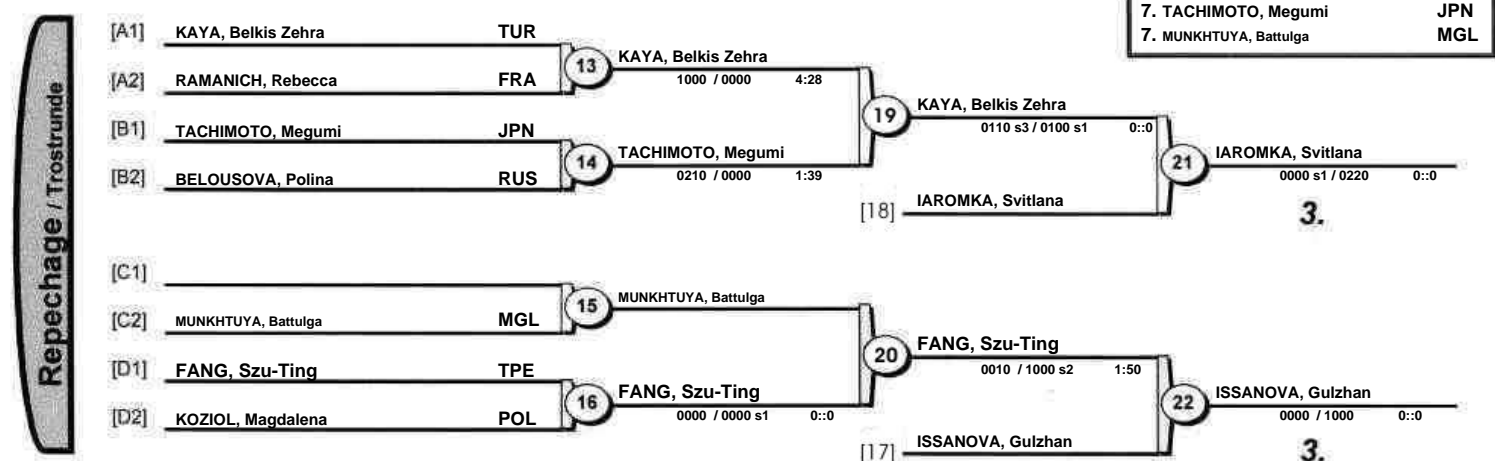 7. TACHIMOTO, Megumi JPN
7. MUNKHTUYA, Battulga MGL
Repechage / Trostrunde
[A1] KAYA, Belkis Zehra TUR
13 KAYA, Belkis Zehra
1000 / 0000 4:28
[A2] RAMANICH, Rebecca FRA
19 KAYA, Belkis Zehra
0110 s3 / 0100 s1 0::0
[B1] TACHIMOTO, Megumi JPN
14 TACHIMOTO, Megumi
0210 / 0000 1:39
21 IAROMKA, Svitlana
0000 s1 / 0220 0::0
[B2] BELOUSOVA, Polina RUS
[18] IAROMKA, Svitlana
3.
[C1]
15 MUNKHTUYA, Battulga
[C2] MUNKHTUYA, Battulga MGL
20 FANG, Szu-Ting
0010 / 1000 s2 1:50
[D1] FANG, Szu-Ting TPE
16 FANG, Szu-Ting
0000 / 0000 s1 0::0
22 ISSANOVA, Gulzhan
0000 / 1000 0::0
[D2] KOZIOL, Magdalena POL
[17] ISSANOVA, Gulzhan
3.